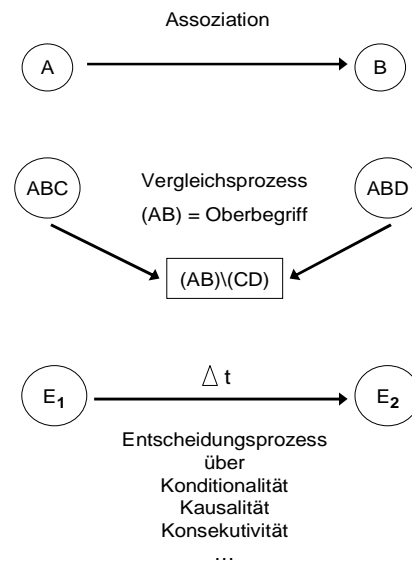 Assoziation
A B
ABC Vergleichsprozess ABD
(AB) = Oberbegriff
(AB)\(CD)
△ t
E1 E2
Entscheidungsprozess
über
Konditionalität
Kausalität
Konsekutivität
...